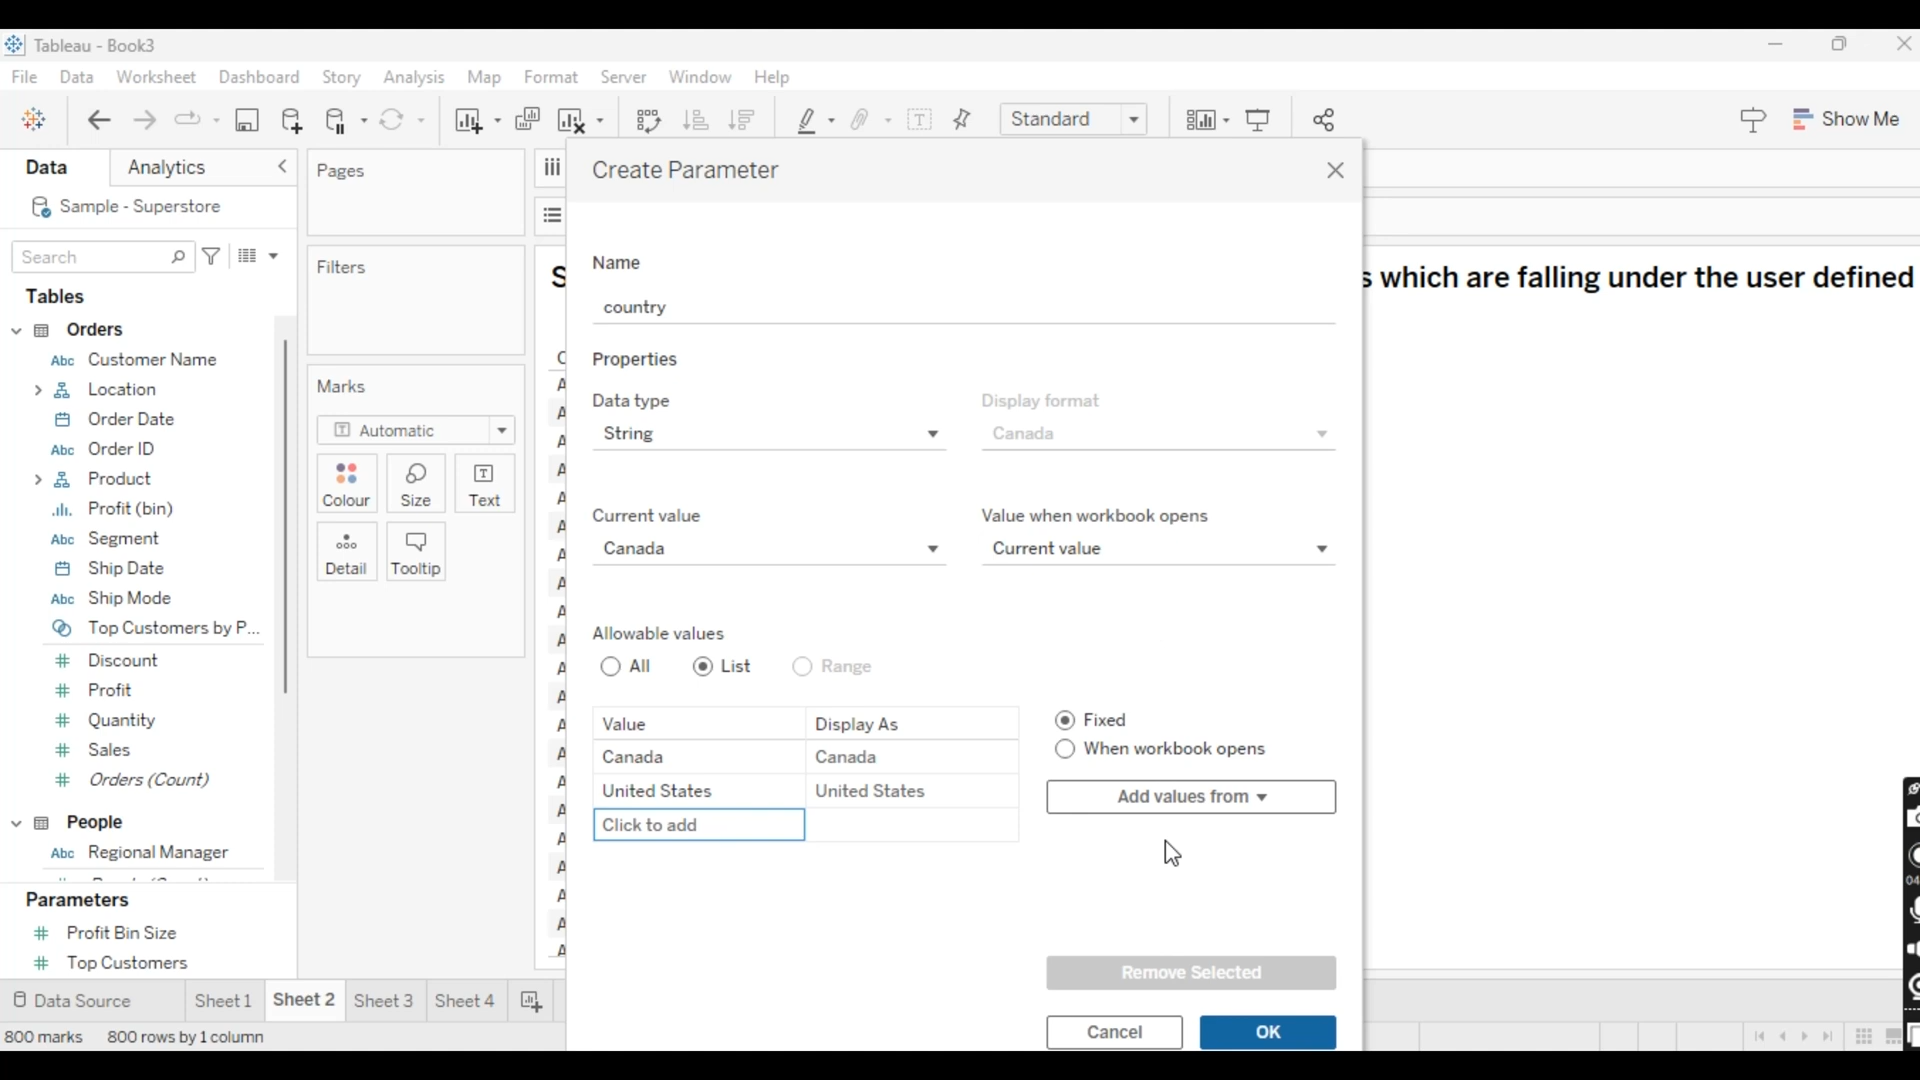 Tableau - Book3
File Data Worksheet Dashboard Story Analysis Map Format Server Window Help
Standard
Show Me
Data Analytics
Sample - Superstore
Search
Tables
Orders
Abc Customer Name
Location
Order Date
Abc Order ID
Product
Profit (bin)
Abc Segment
Ship Date
Abc Ship Mode
Top Customers by P...
Discount
Profit
Quantity
Sales
Orders (Count)
People
Abc Regional Manager
Parameters
Profit Bin Size
Top Customers
Pages
Filters
Marks
Automatic
Colour Size Text
Detail Tooltip
s which are falling under the user defined
Create Parameter
Name
country
Properties
Data type Display format
String Canada
Current value Value when workbook opens
Canada Current value
Allowable values
All List Range
Value Display As
Canada Canada
United States United States
Click to add
Fixed
When workbook opens
Add values from
Remove Selected
Cancel OK
Data Source Sheet 1 Sheet 2 Sheet 3 Sheet 4
800 marks 800 rows by 1 column